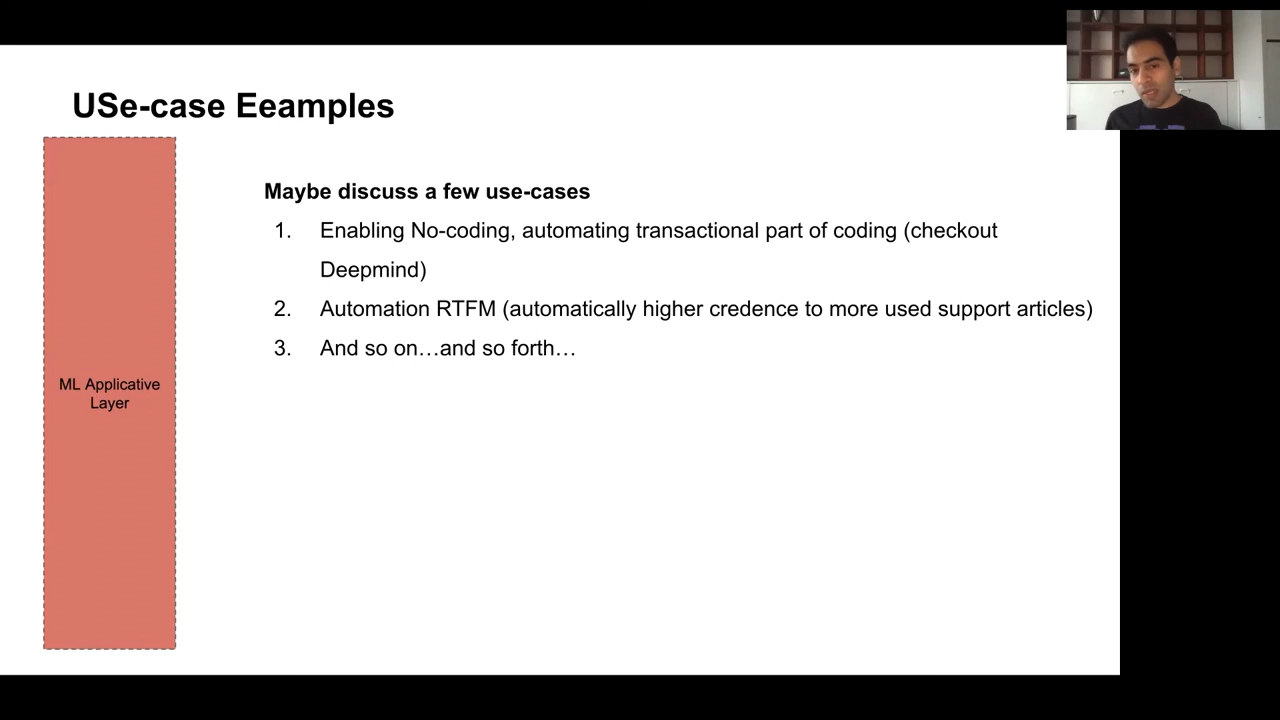 USe-case Eeamples
Maybe discuss a few use-cases
1. Enabling No-coding, automating transactional part of coding (checkout
Deepmind)
2. Automation RTFM (automatically higher credence to more used support articles)
3. And so on…and so forth…
ML Applicative
Layer